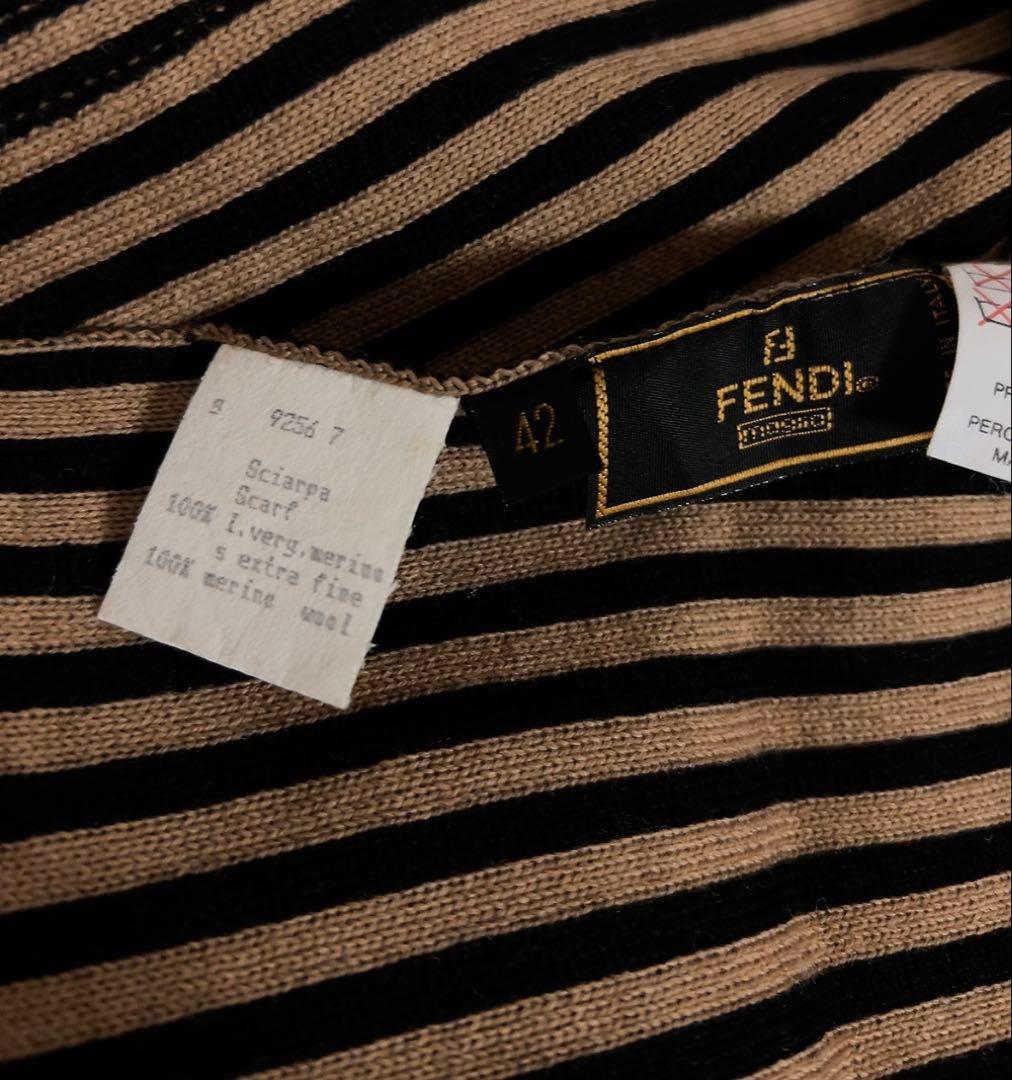 s 9256 7
Sciarpa
Scarf
100% l.verg.merino
s extra fine
100% merino wool
42
FENDI®
maglia
IN ITALY
PR
PERC
MA